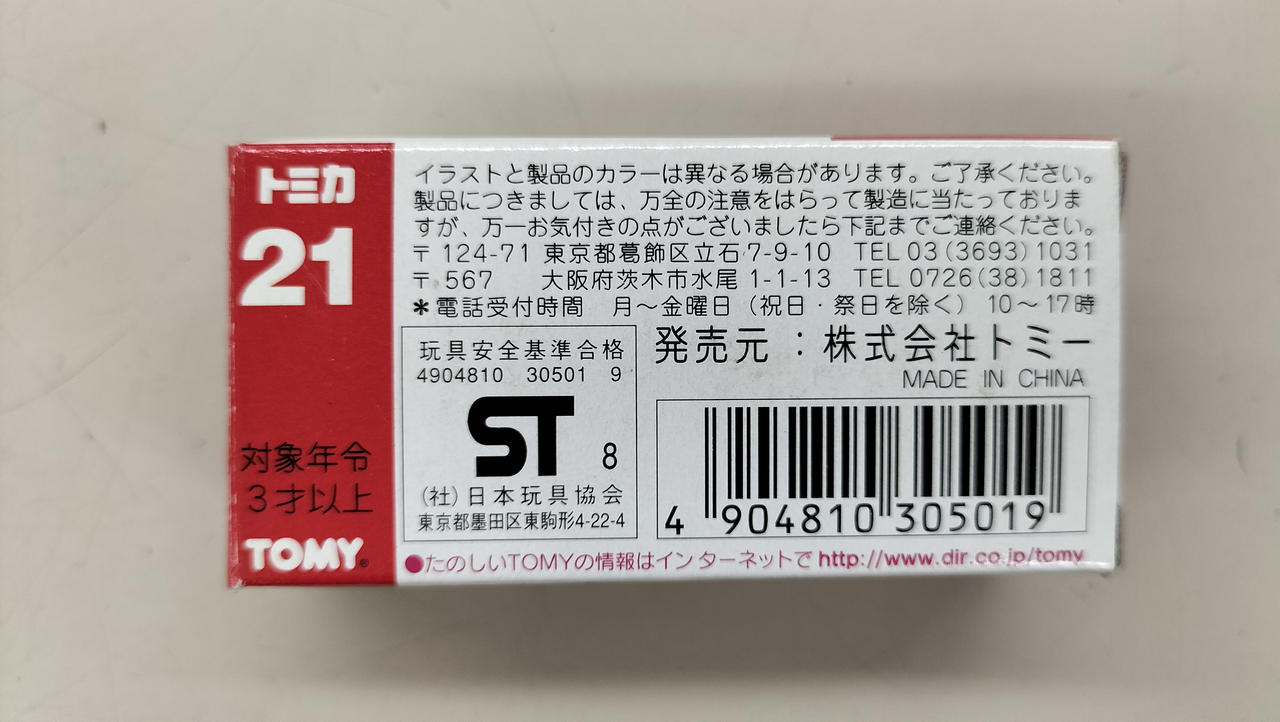 トミカ
21
対象年令
3才以上
TOMY®
イラストと製品のカラーは異なる場合があります。ご了承ください。
製品につきましては、万全の注意をはらって製造に当たっておりま
すが、万一お気付きの点がございましたら下記までご連絡ください。
〒124-71 東京都葛飾区立石7-9-10 TEL 03(3693)1031
〒567 大阪府茨木市水尾 1-1-13 TEL 0726(38)1811
*電話受付時間 月〜金曜日(祝日・祭日を除く) 10〜17時
玩具安全基準合格
4904810 30501 9
ST 8
(社)日本玩具協会
東京都墨田区東駒形4-22-4
発売元:株式会社トミー
MADE IN CHINA
4 904810 305019
●たのしいTOMYの情報はインターネットで http://www.dir.co.jp/tomy